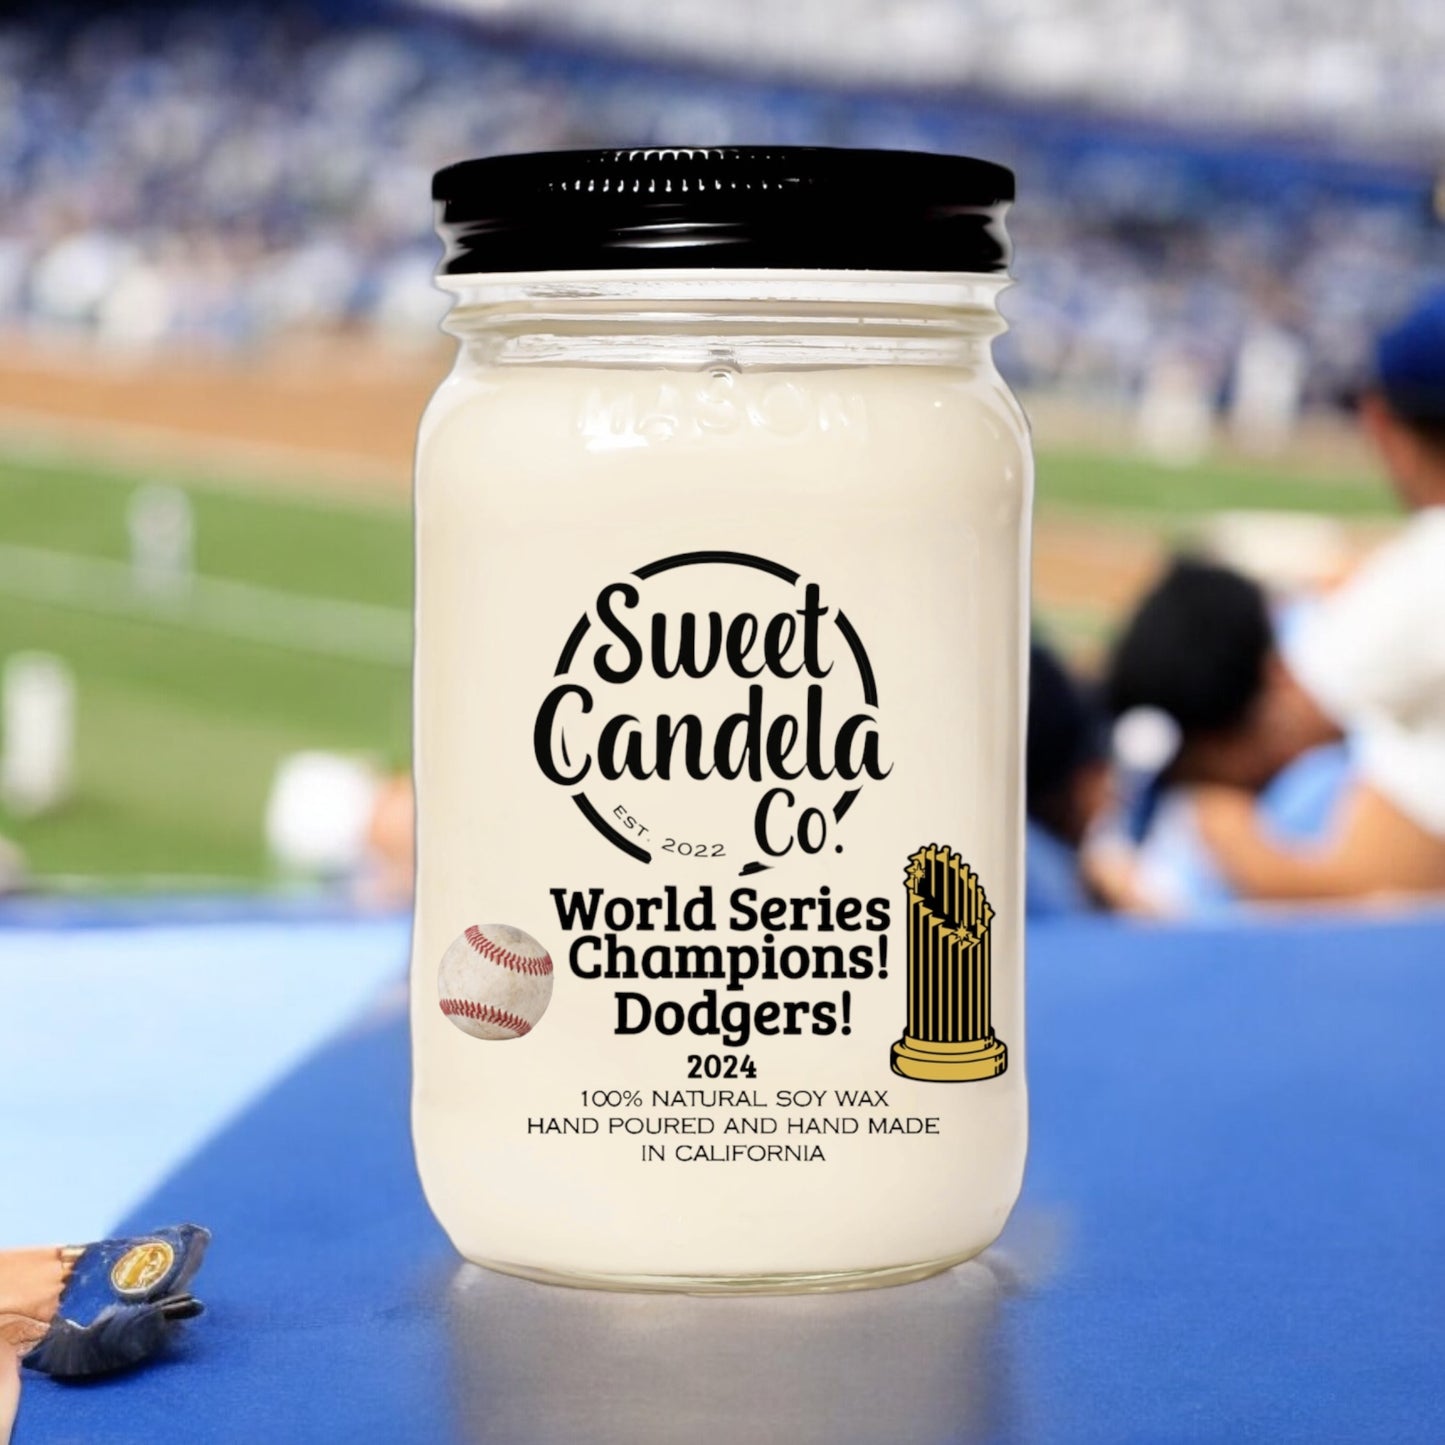 MASON
Sweet
Candela
Co.
EST. 2022
World Series
Champions!
Dodgers!
2024
100% NATURAL SOY WAX
HAND POURED AND HAND MADE
IN CALIFORNIA